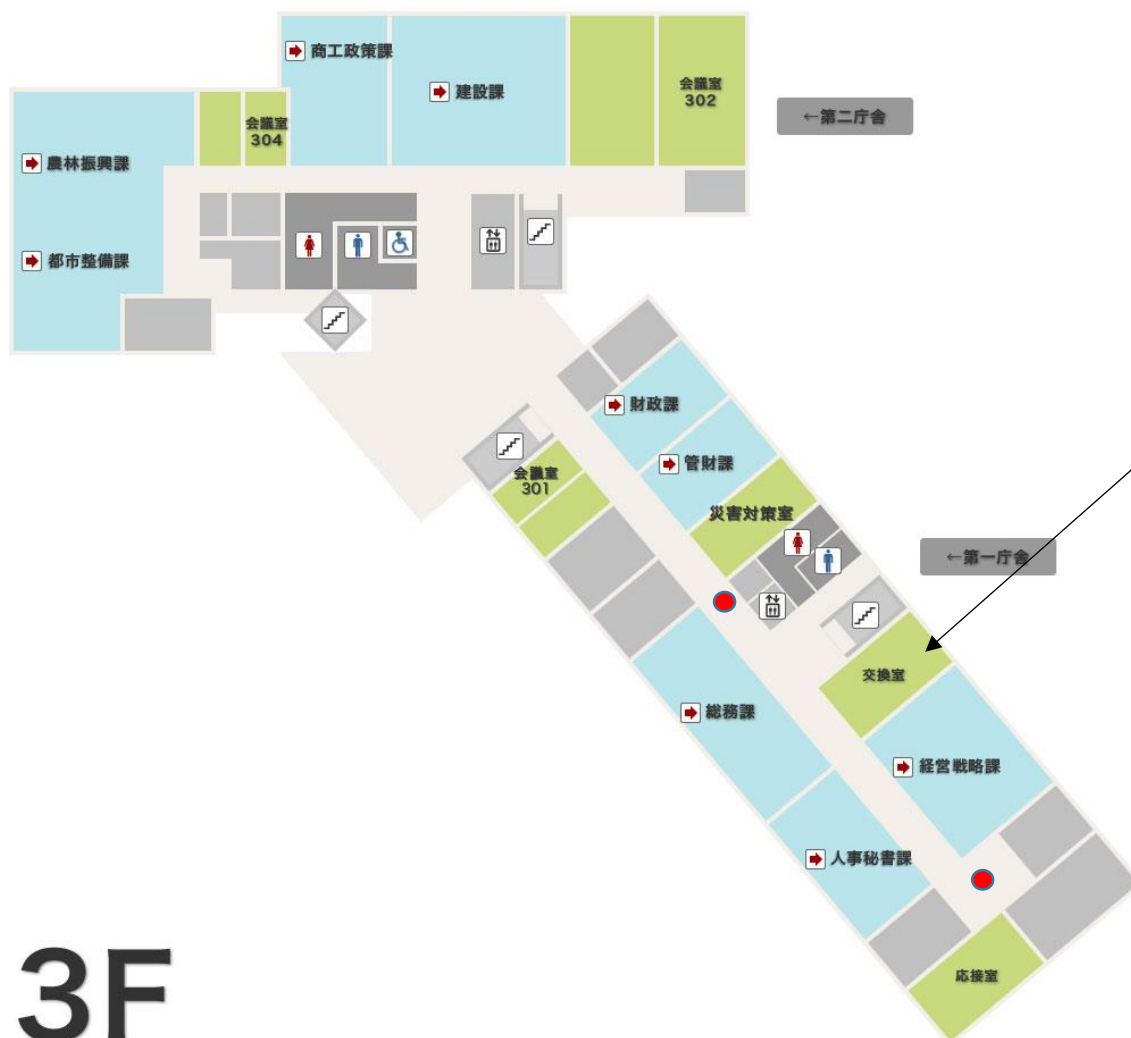 商工政策課
建設課
会議室
302
←第二庁舎
会議室
304
農林振興課
都市整備課
財政課
管財課
会議室
301
災害対策室
←第一庁舎
交換室
総務課
経営戦略課
人事秘書課
応接室
3F